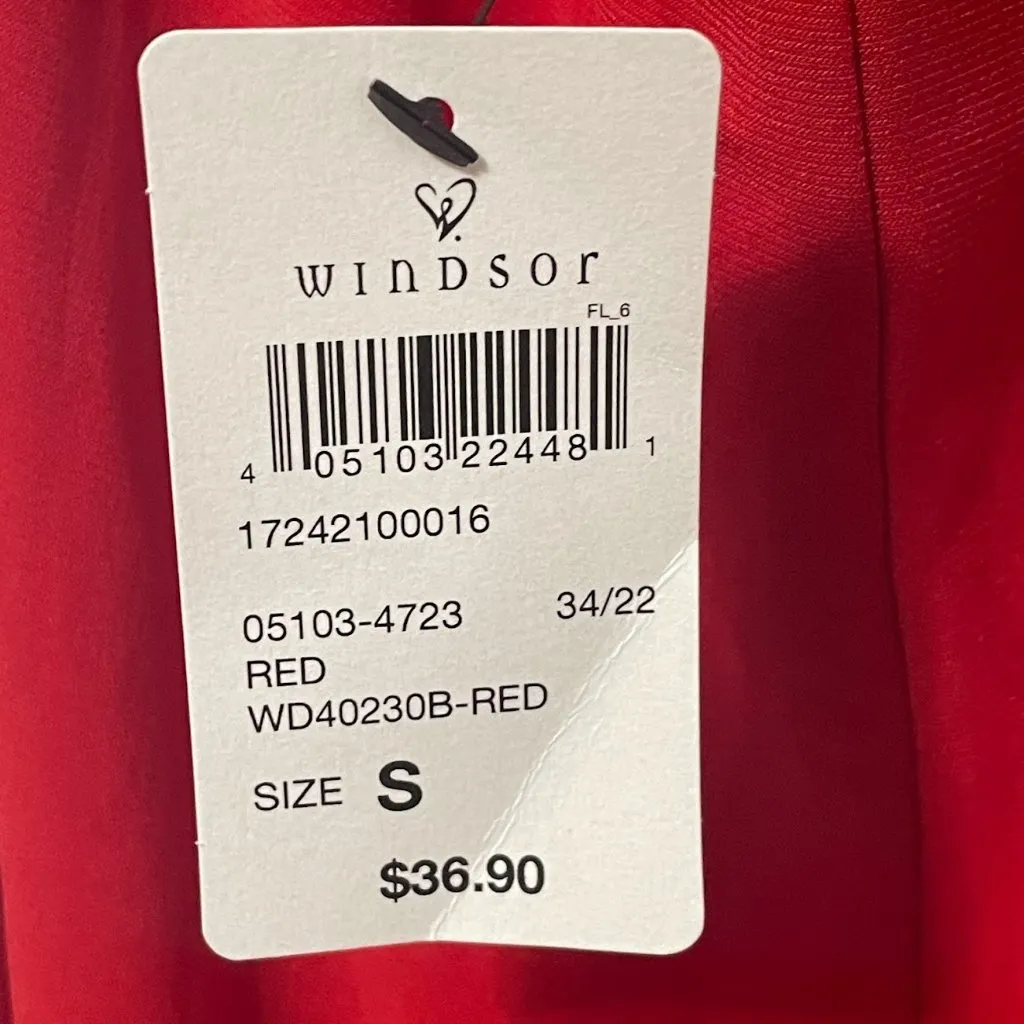 WINDSOR
FL_6
4 05103 22448 1
17242100016
05103-4723 34/22
RED
WD40230B-RED
SIZE S
$36.90